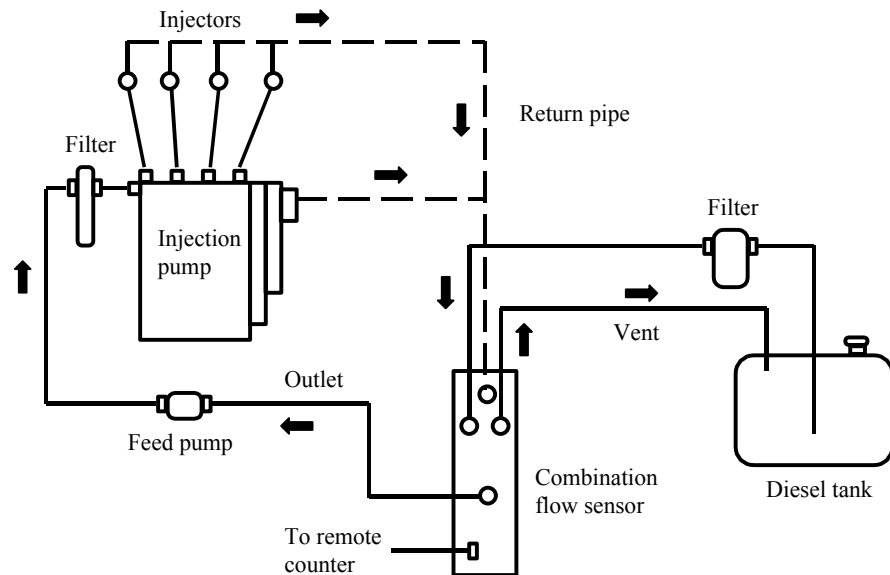 Injectors
Return pipe
Filter
Filter
Injection
pump
Vent
Outlet
Feed pump
Combination
flow sensor
Diesel tank
To remote
counter